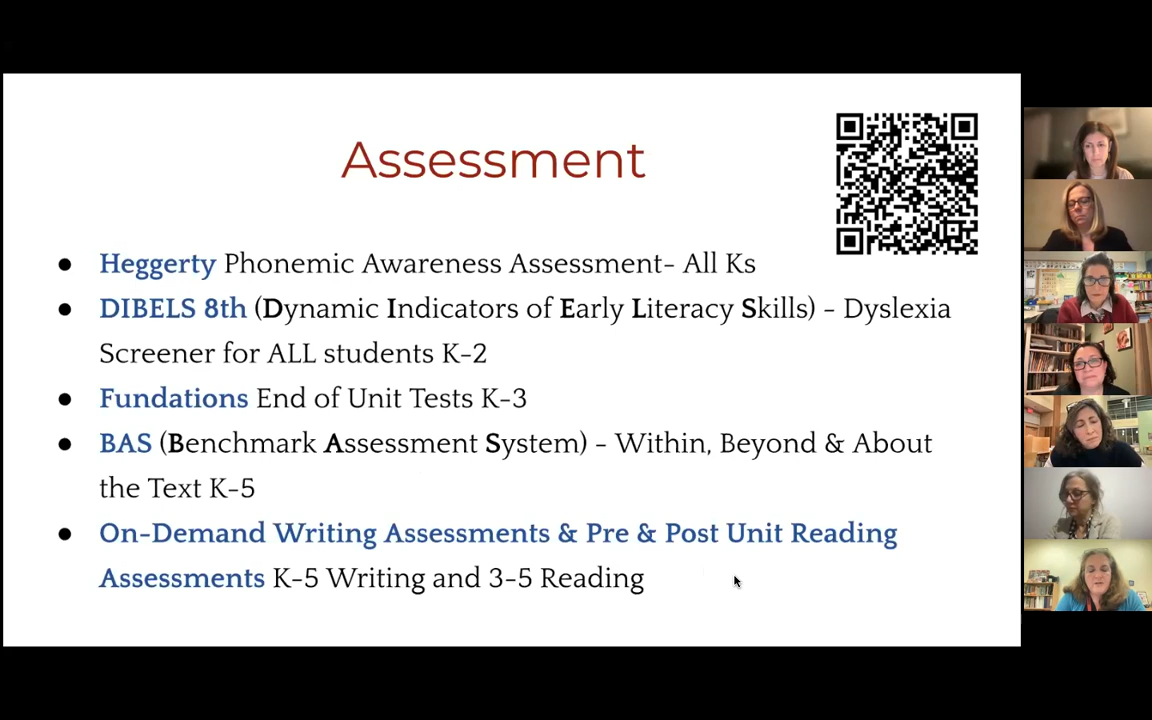 Assessment
● Heggerty Phonemic Awareness Assessment- All Ks
● DIBELS 8th (Dynamic Indicators of Early Literacy Skills) - Dyslexia
Screener for ALL students K-2
● Fundations End of Unit Tests K-3
● BAS (Benchmark Assessment System) - Within, Beyond & About
the Text K-5
● On-Demand Writing Assessments & Pre & Post Unit Reading
Assessments K-5 Writing and 3-5 Reading